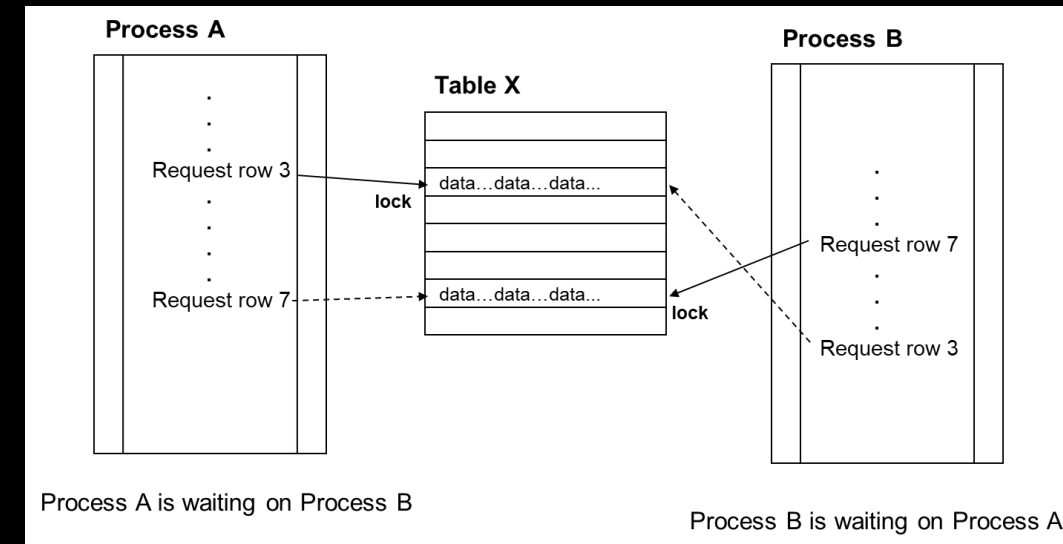 Process A
Process B
Table X
.
.
.
Request row 3
.
.
.
.
Request row 7
lock
data...data...data...
data...data...data...
lock
.
.
.
Request row 7
.
.
.
Request row 3
Process A is waiting on Process B
Process B is waiting on Process A